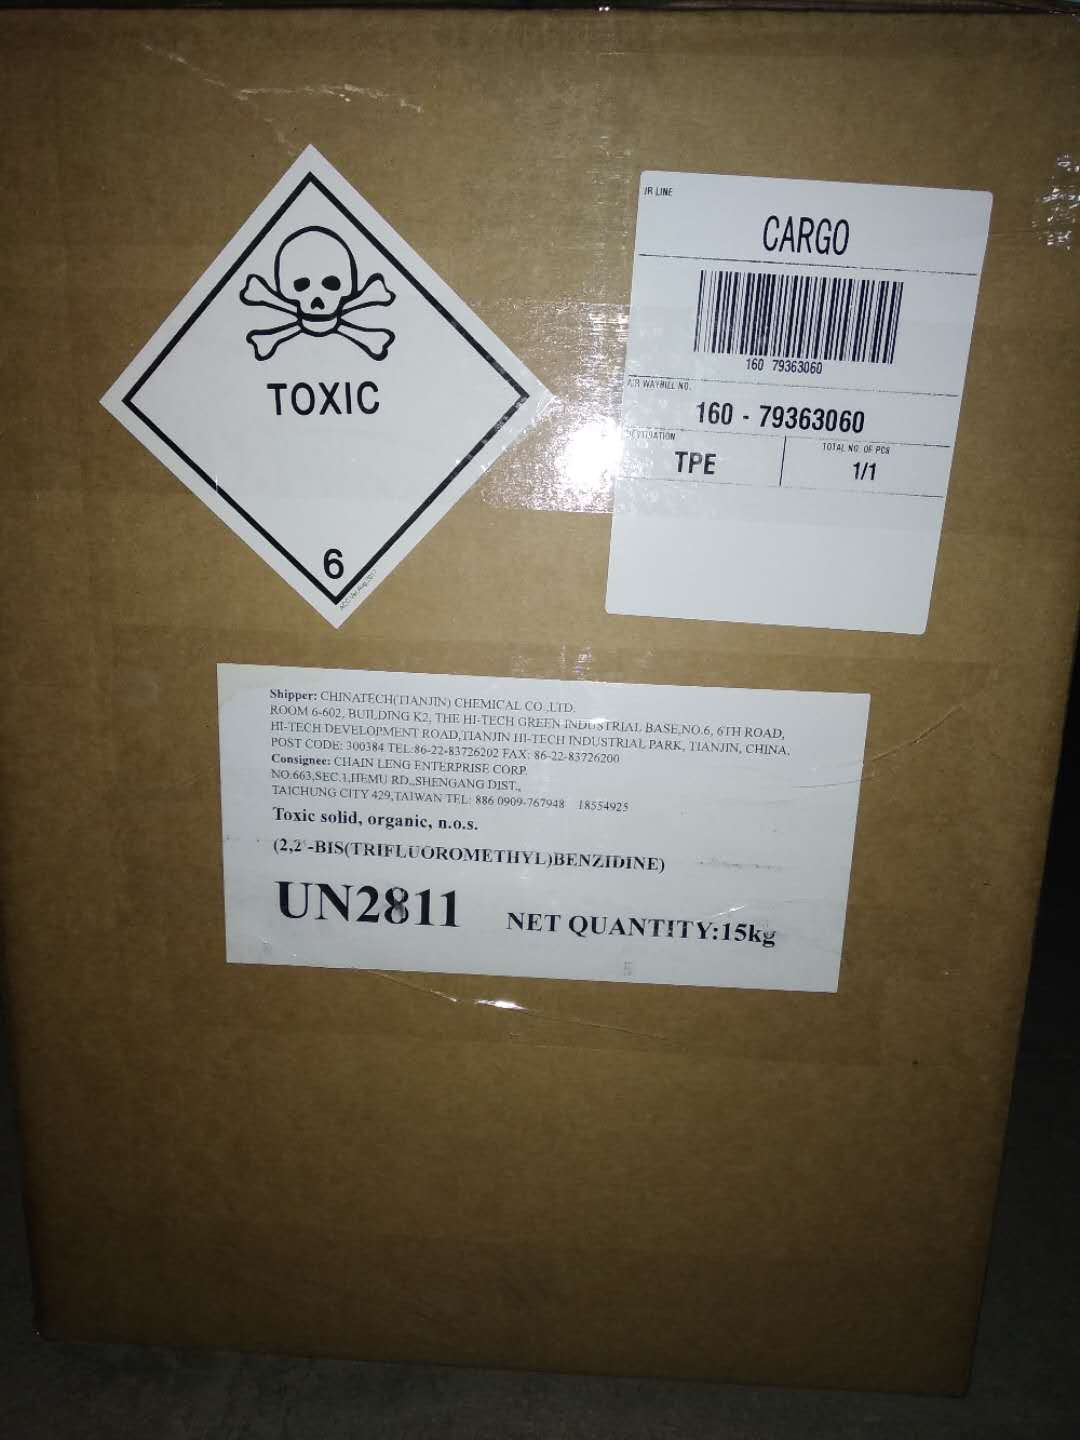 TOXIC
6
IR LINE
CARGO
160 79363060
AIR WAYBILL NO.
160 - 79363060
TOTAL NO. OF PCS
TPE
1/1
Shipper: CHINATECH(TIANJIN) CHEMICAL CO.,LTD.
ROOM 6-602, BUILDING K2, THE HI-TECH GREEN INDUSTRIAL BASE,NO.6, 6TH ROAD,
HI-TECH DEVELOPMENT ROAD,TIANJIN HI-TECH INDUSTRIAL PARK, TIANJIN, CHINA.
POST CODE: 300384 TEL:86-22-83726202 FAX: 86-22-83726200
Consignee: CHAIN LENG ENTERPRISE CORP.
NO.663,SEC.1,HEMU RD.,SHENGANG DIST.,
TAICHUNG CITY 429,TAIWAN TEL: 886 0909-767948 18554925
Toxic solid, organic, n.o.s.
(2,2'-BIS(TRIFLUOROMETHYL)BENZIDINE)
UN2811 NET QUANTITY:15kg